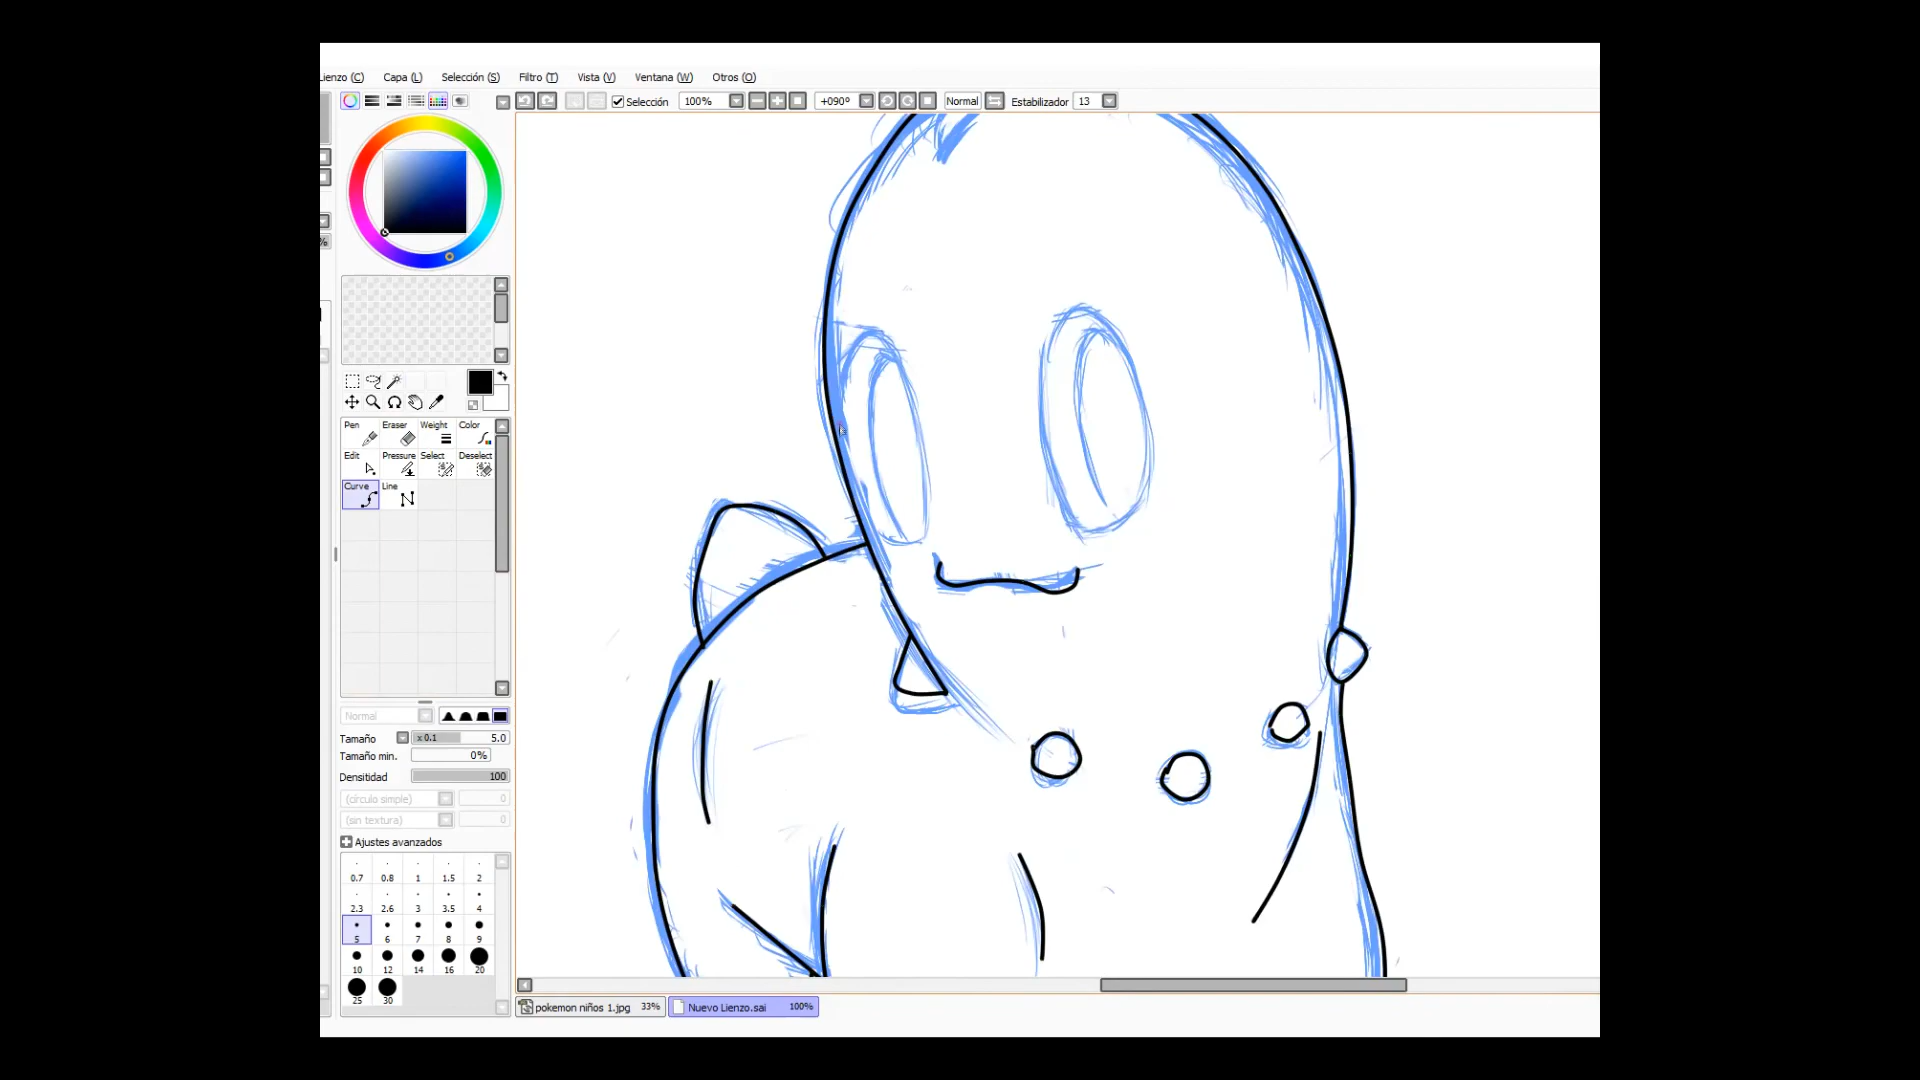 ienzo (C) Capa (L) Selección (S) Filtro (T) Vista (V) Ventana (W) Otros (O)
Selección 100% +090º Normal Estabilizador 13
%
Pen Eraser Weight Color
Edit Pressure Select Deselect
Curve Line
Normal
Tamaño x 0.1 5.0
Tamaño min. 0%
Densitidad 100
(círculo simple) 0
(sin textura) 0
Ajustes avanzados
0.7 0.8 1 1.5 2
2.3 2.6 3 3.5 4
5 6 7 8 9
10 12 14 16 20
25 30
pokemon niños 1.jpg 33% Nuevo Lienzo.sai 100%